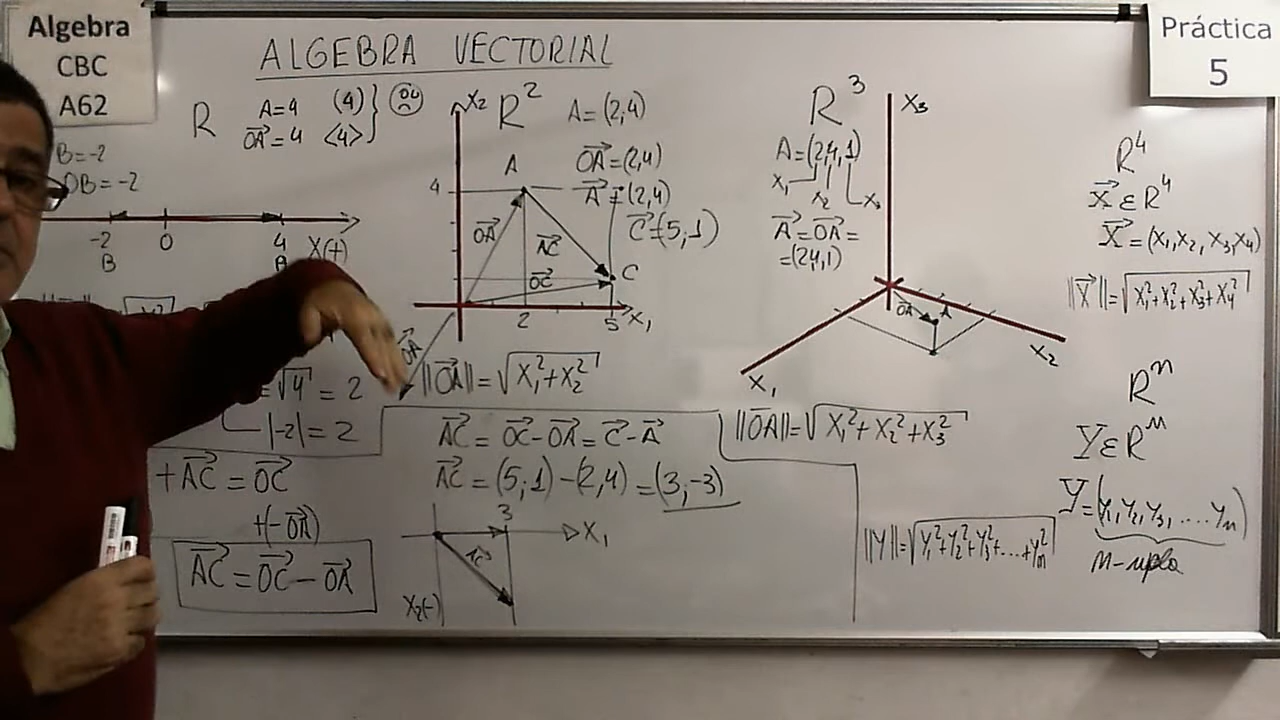 Algebra
CBC
A62
Práctica
5
ALGEBRA VECTORIAL
R
A=4 (4)
OA=4 <4>
B=-2
OB=-2
-2 0 4 X(+)
B
=√4 = 2
|-2| = 2
+AC = OC
+(-OA)
AC = OC - OA
X2 R² A=(2,4)
A OA=(2,4)
4 A=(2,4)
C=(5,1)
OA AC OC C
2 5 X1
OA
||OA|| = √X1²+X2²
AC = OC - OA = C - A
AC = (5,1) - (2,4) = (3,-3)
3 X1
AC
X2(-)
R³ X3
A=(2,4,1)
X1 X2 X3
A=OA=
=(2,4,1)
OA A
X1 X2
||OA|| = √X1²+X2²+X3²
R⁴
X ε R⁴
X = (X1,X2,X3,X4)
||X|| = √X1²+X2²+X3²+X4²
Rⁿ
Y ε Rⁿ
Y = (Y1,Y2,Y3,....Yn)
n-upla
||Y|| = √Y1²+Y2²+Y3²+...+Yn²